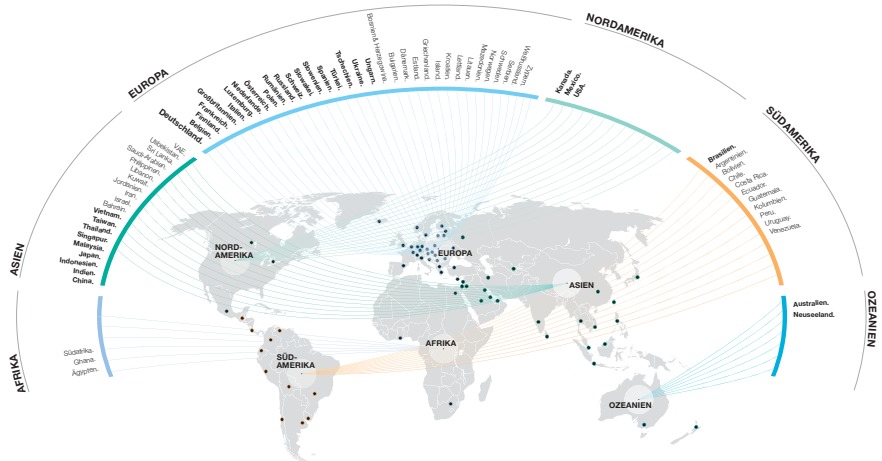 NORDAMERIKA
EUROPA
SÜDAMERIKA
ASIEN
AFRIKA
OZEANIEN
Südafrika.
Ghana.
Ägypten.
VAE.
Usbekistan.
Sri Lanka.
Saudi-Arabien.
Philippinen.
Libanon.
Kuwait.
Jordanien.
Iran.
Israel.
Bahrain.
Vietnam.
Taiwan.
Thailand.
Singapur.
Malaysia.
Japan.
Indonesien.
Indien.
China.
Deutschland.
Belgien.
Finnland.
Frankreich.
Großbritannien.
Italien.
Luxemburg.
Niederlande.
Österreich.
Polen.
Rumänien.
Russland.
Schweiz.
Slowakei.
Slowenien.
Spanien.
Türkei.
Tschechien.
Ukraine.
Ungarn.
Bosnien & Herzegowina.
Bulgarien.
Dänemark.
Estland.
Griechenland.
Irland.
Kroatien.
Lettland.
Litauen.
Mazedonien.
Norwegen.
Schweden.
Serbien.
Weißrussland.
Zypern.
Kanada.
Mexico.
USA.
Brasilien.
Argentinien.
Bolivien.
Chile.
Costa Rica.
Ecuador.
Guatemala.
Kolumbien.
Peru.
Uruguay.
Venezuela.
Australien.
Neuseeland.
NORD-
AMERIKA
EUROPA
ASIEN
AFRIKA
SÜD-
AMERIKA
OZEANIEN